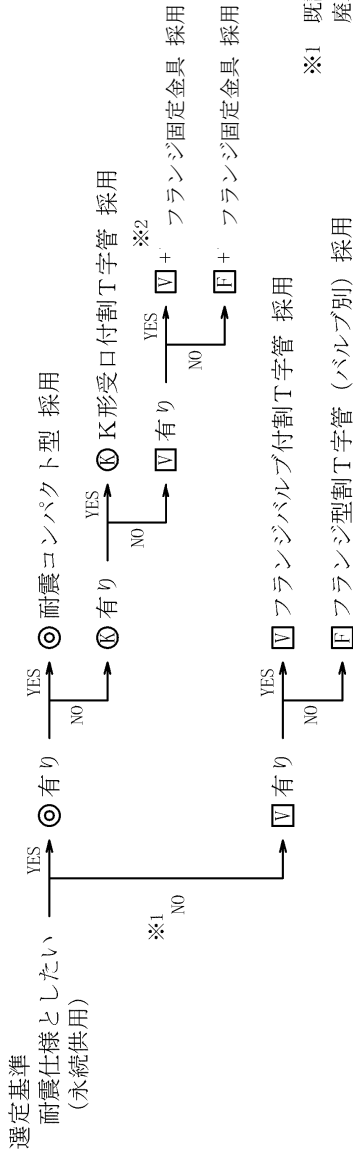 選定基準
耐震仕様としたい
(永続供用)
YES
※1
NO
◎有り
YES
NO
◎耐震コンパクト型 採用
Ⓚ有り
YES
NO
Ⓚ K形受口付割T字管 採用
V 有り
YES
NO
※2
V + フランジ固定金具 採用
F + フランジ固定金具 採用
V 有り
YES
NO
V フランジバルブ付割T字管 採用
F フランジ型割T字管 (バルブ別) 採用
※1 既
廃